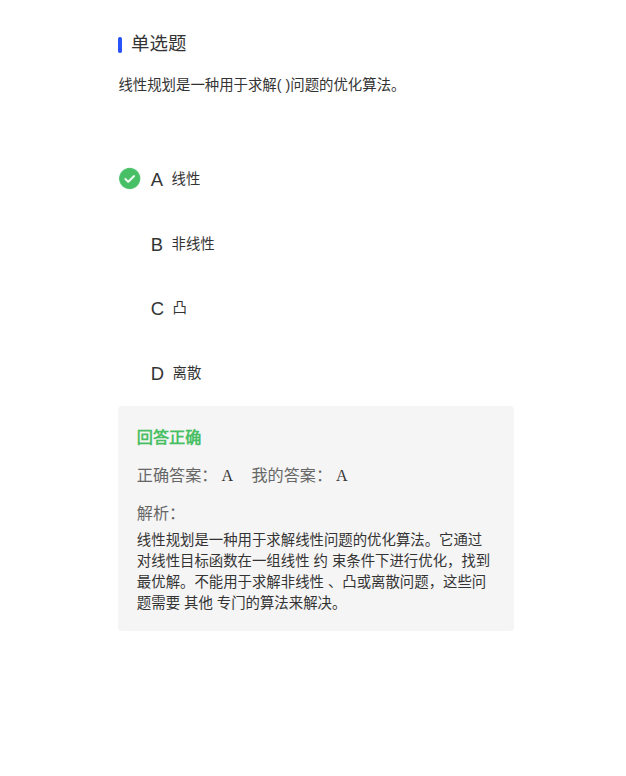 单选题
线性规划是一种用于求解( )问题的优化算法。
A 线性
B 非线性
C 凸
D 离散
回答正确
正确答案： A 我的答案： A
解析：
线性规划是一种用于求解线性问题的优化算法。它通过
对线性目标函数在一组线性 约 束条件下进行优化，找到
最优解。不能用于求解非线性 、凸或离散问题，这些问
题需要 其他 专门的算法来解决。